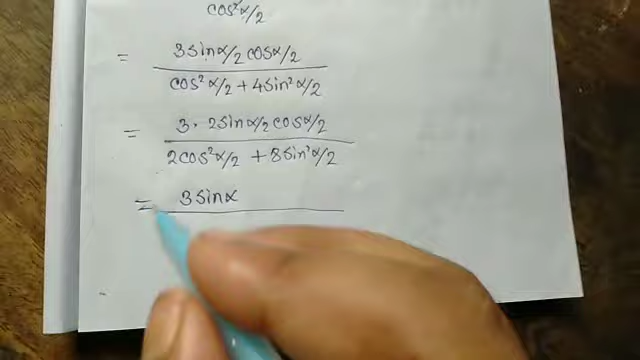 cos²α/2
= 3sinα/2 cosα/2
cos²α/2 + 4sin²α/2
= 3. 2sinα/2 cosα/2
2cos²α/2 + 8sin²α/2
= 3sinα